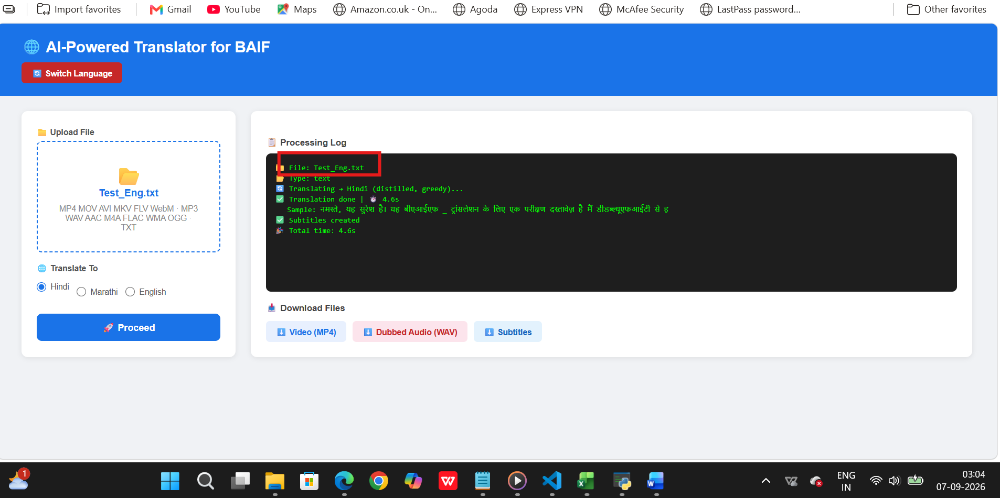 Import favorites
Gmail
YouTube
Maps
Amazon.co.uk - On...
Agoda
Express VPN
McAfee Security
LastPass password...
Other favorites
AI-Powered Translator for BAIF
Switch Language
Upload File
Test_Eng.txt
MP4 MOV AVI MKV FLV WebM · MP3
WAV AAC M4A FLAC WMA OGG ·
TXT
Translate To
Hindi
Marathi
English
Proceed
Processing Log
File: Test_Eng.txt
Type: text
Translating → Hindi (distilled, greedy)...
Translation done | 4.6s
Sample: नमस्ते, यह सुरेश है। यह बीएआईएफ _ ट्रांसलेशन के लिए एक परीक्षण दस्तावेज़ है मैं डीडब्ल्यूएफआईटी से ह
Subtitles created
Total time: 4.6s
Download Files
Video (MP4)
Dubbed Audio (WAV)
Subtitles
1
ENG
IN
03:04
07-09-2026